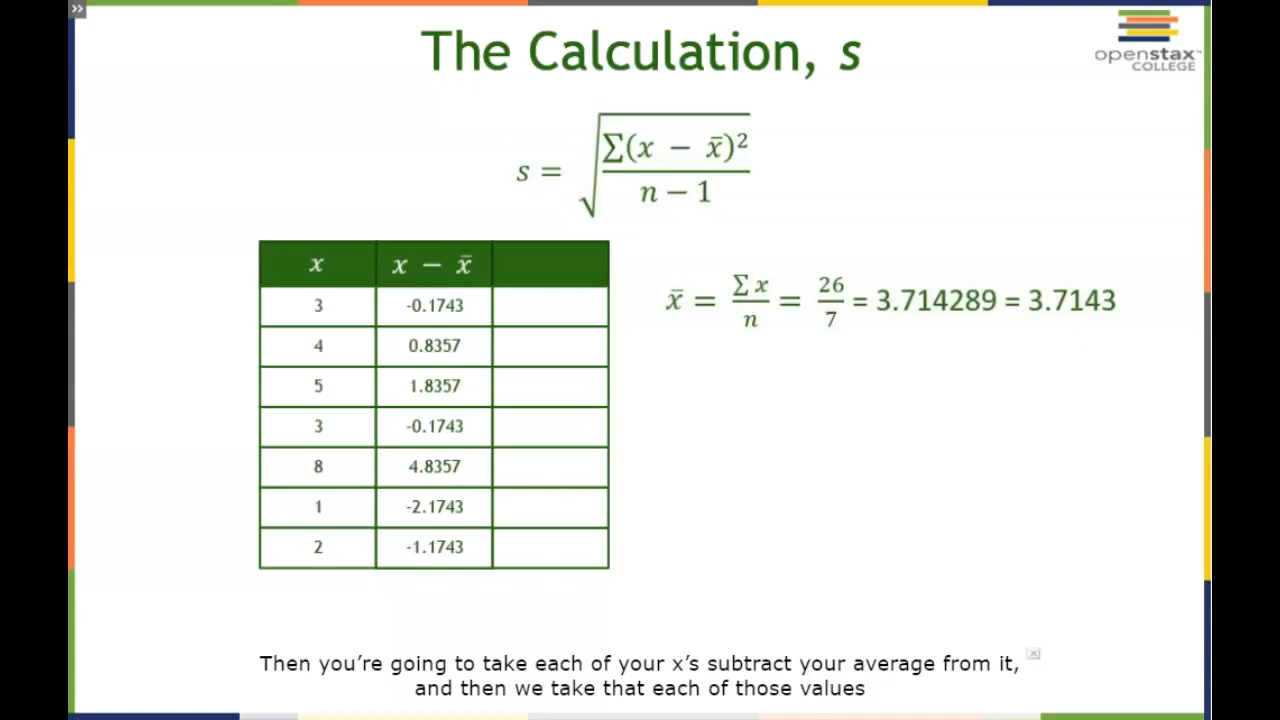 The Calculation, s
openstax™
COLLEGE
s = √(Σ(x − x̄)² / (n − 1))
x x − x̄
3 -0.1743
4 0.8357
5 1.8357
3 -0.1743
8 4.8357
1 -2.1743
2 -1.1743
x̄ = Σx / n = 26 / 7 = 3.714289 = 3.7143
Then you’re going to take each of your x’s subtract your average from it,
and then we take that each of those values